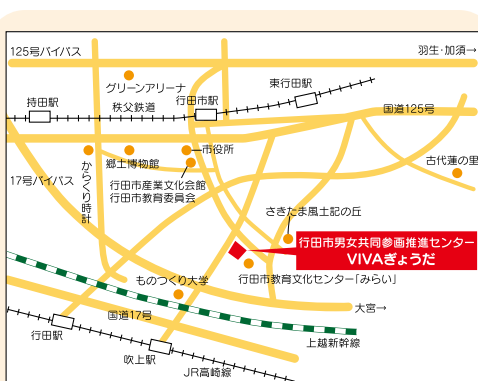 125号バイパス
羽生・加須→
グリーンアリーナ
東行田駅
持田駅
秩父鉄道
行田市駅
国道125号
市役所
郷土博物館
からくり時計
古代蓮の里
17号バイパス
行田市産業文化会館
行田市教育委員会
さきたま風土記の丘
行田市男女共同参画推進センター
VIVAぎょうだ
行田市教育文化センター「みらい」
ものつくり大学
国道17号
大宮→
行田駅
上越新幹線
吹上駅
JR高崎線